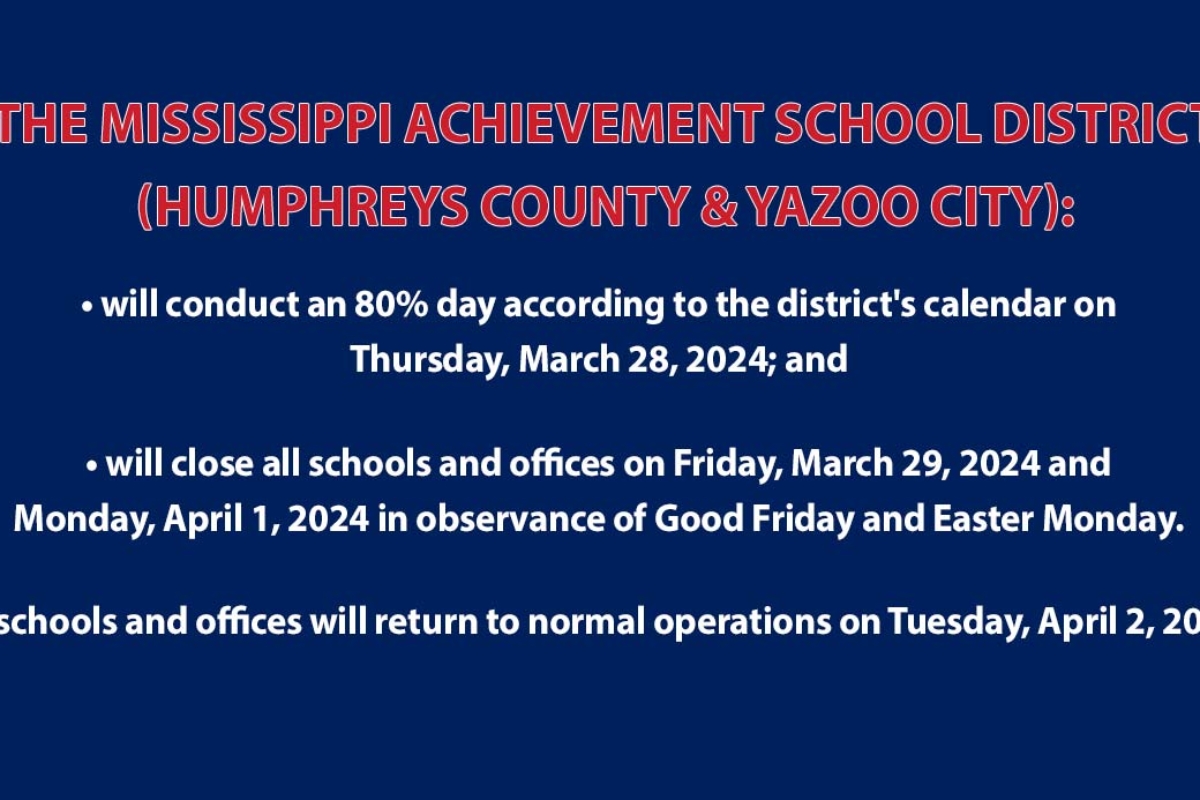 THE MISSISSIPPI ACHIEVEMENT SCHOOL DISTRICT
(HUMPHREYS COUNTY & YAZOO CITY):
• will conduct an 80% day according to the district's calendar on
Thursday, March 28, 2024; and
• will close all schools and offices on Friday, March 29, 2024 and
Monday, April 1, 2024 in observance of Good Friday and Easter Monday.
schools and offices will return to normal operations on Tuesday, April 2, 20